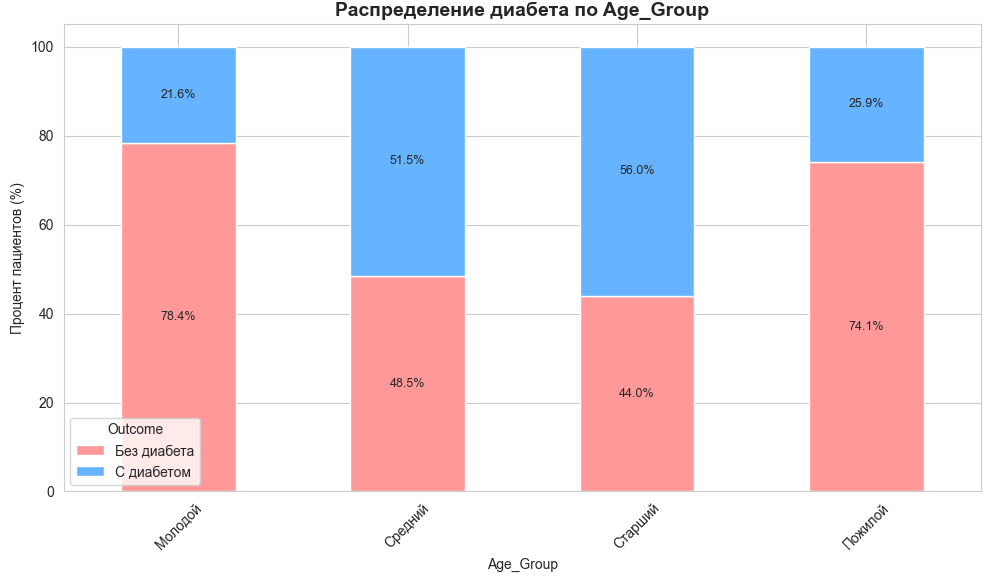 Распределение диабета по Age_Group
Процент пациентов (%)
100
80
60
40
20
0
21.6%
51.5%
56.0%
25.9%
78.4%
48.5%
44.0%
74.1%
Outcome
Без диабета
С диабетом
Молодой
Средний
Старший
Пожилой
Age_Group